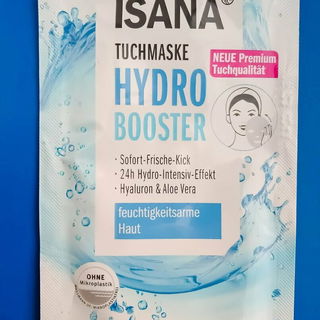 ISANA®
TUCHMASKE
NEUE Premium
Tuchqualität
HYDRO
BOOSTER
· Sofort-Frische-Kick
· 24h Hydro-Intensiv-Effekt
· Hyaluron & Aloe Vera
feuchtigkeitsarme
Haut
OHNE
Mikroplastik